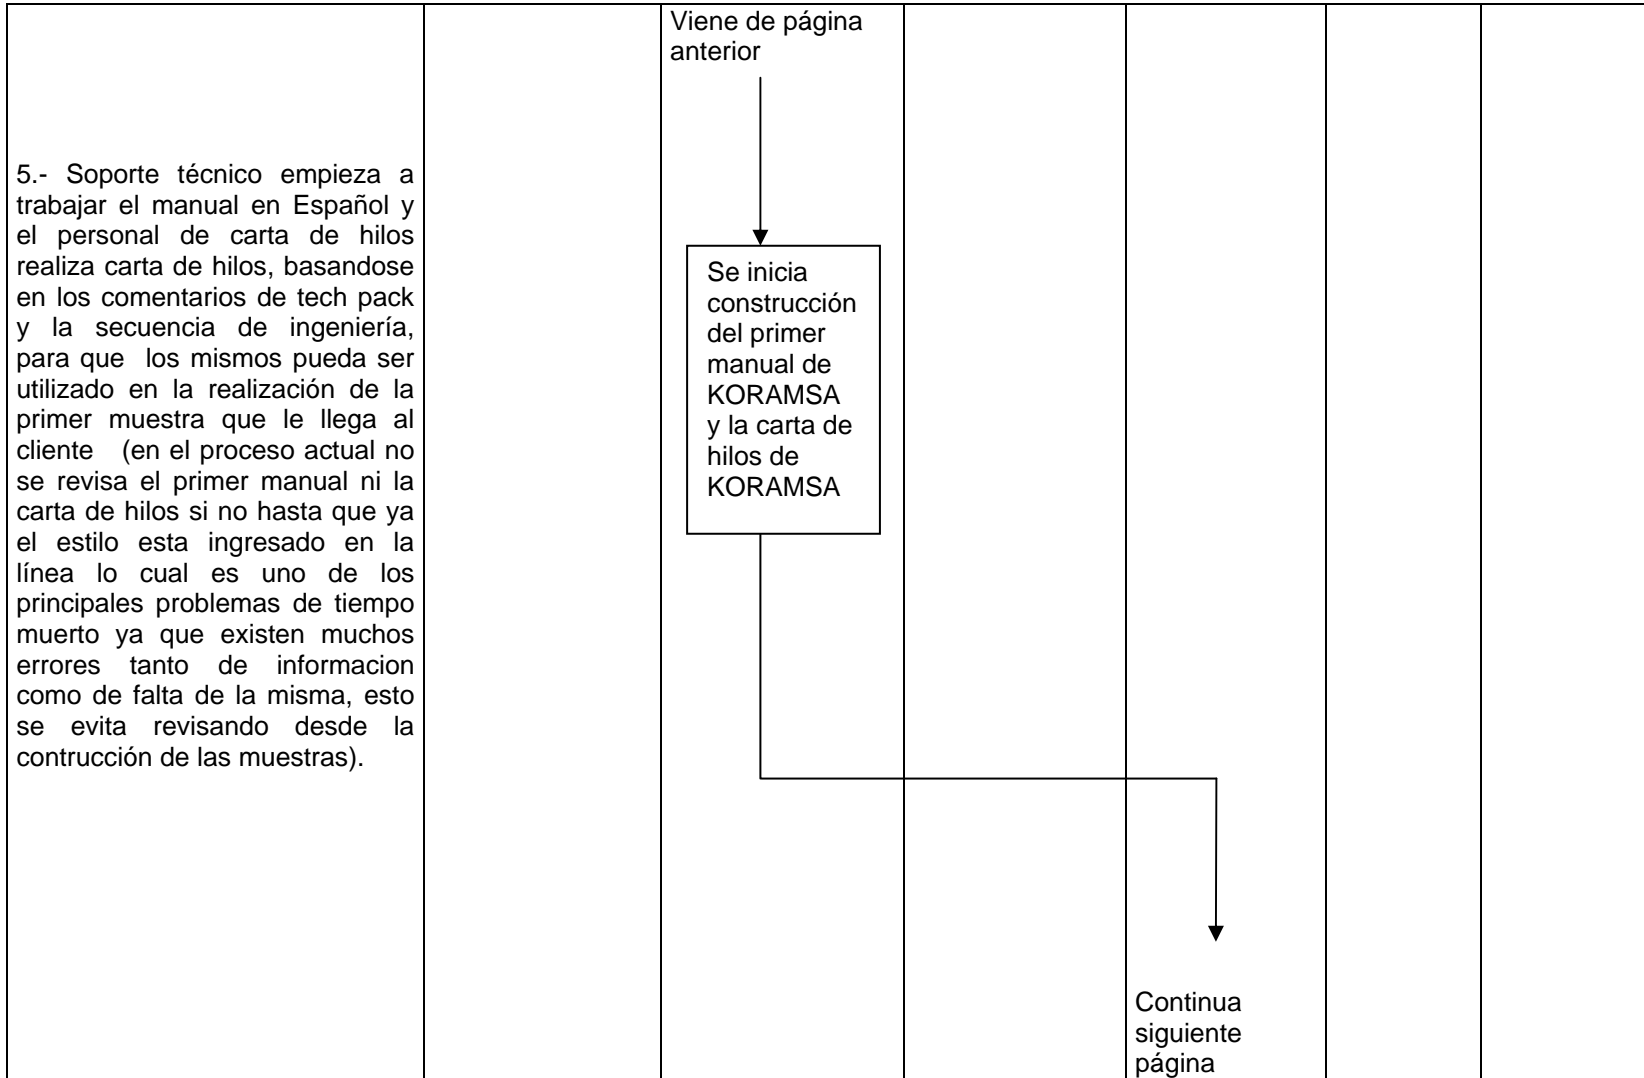 Viene de página
anterior
5.- Soporte técnico empieza a
trabajar el manual en Español y
el personal de carta de hilos
realiza carta de hilos, basandose
en los comentarios de tech pack
y la secuencia de ingeniería,
para que los mismos pueda ser
utilizado en la realización de la
primer muestra que le llega al
cliente (en el proceso actual no
se revisa el primer manual ni la
carta de hilos si no hasta que ya
el estilo esta ingresado en la
línea lo cual es uno de los
principales problemas de tiempo
muerto ya que existen muchos
errores tanto de informacion
como de falta de la misma, esto
se evita revisando desde la
contrucción de las muestras).
Se inicia
construcción
del primer
manual de
KORAMSA
y la carta de
hilos de
KORAMSA
Continua
siguiente
página